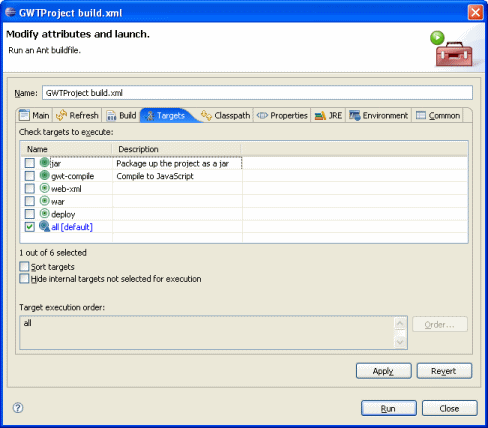 GWTProject build.xml
Modify attributes and launch.
Run an Ant buildfile.
Name: GWTProject build.xml
Main Refresh Build Targets Classpath Properties JRE Environment Common
Check targets to execute:
Name Description
jar Package up the project as a jar
gwt-compile Compile to JavaScript
web-xml
war
deploy
all [default]
1 out of 6 selected
Sort targets
Hide internal targets not selected for execution
Target execution order:
all
Order...
Apply Revert
? Run Close